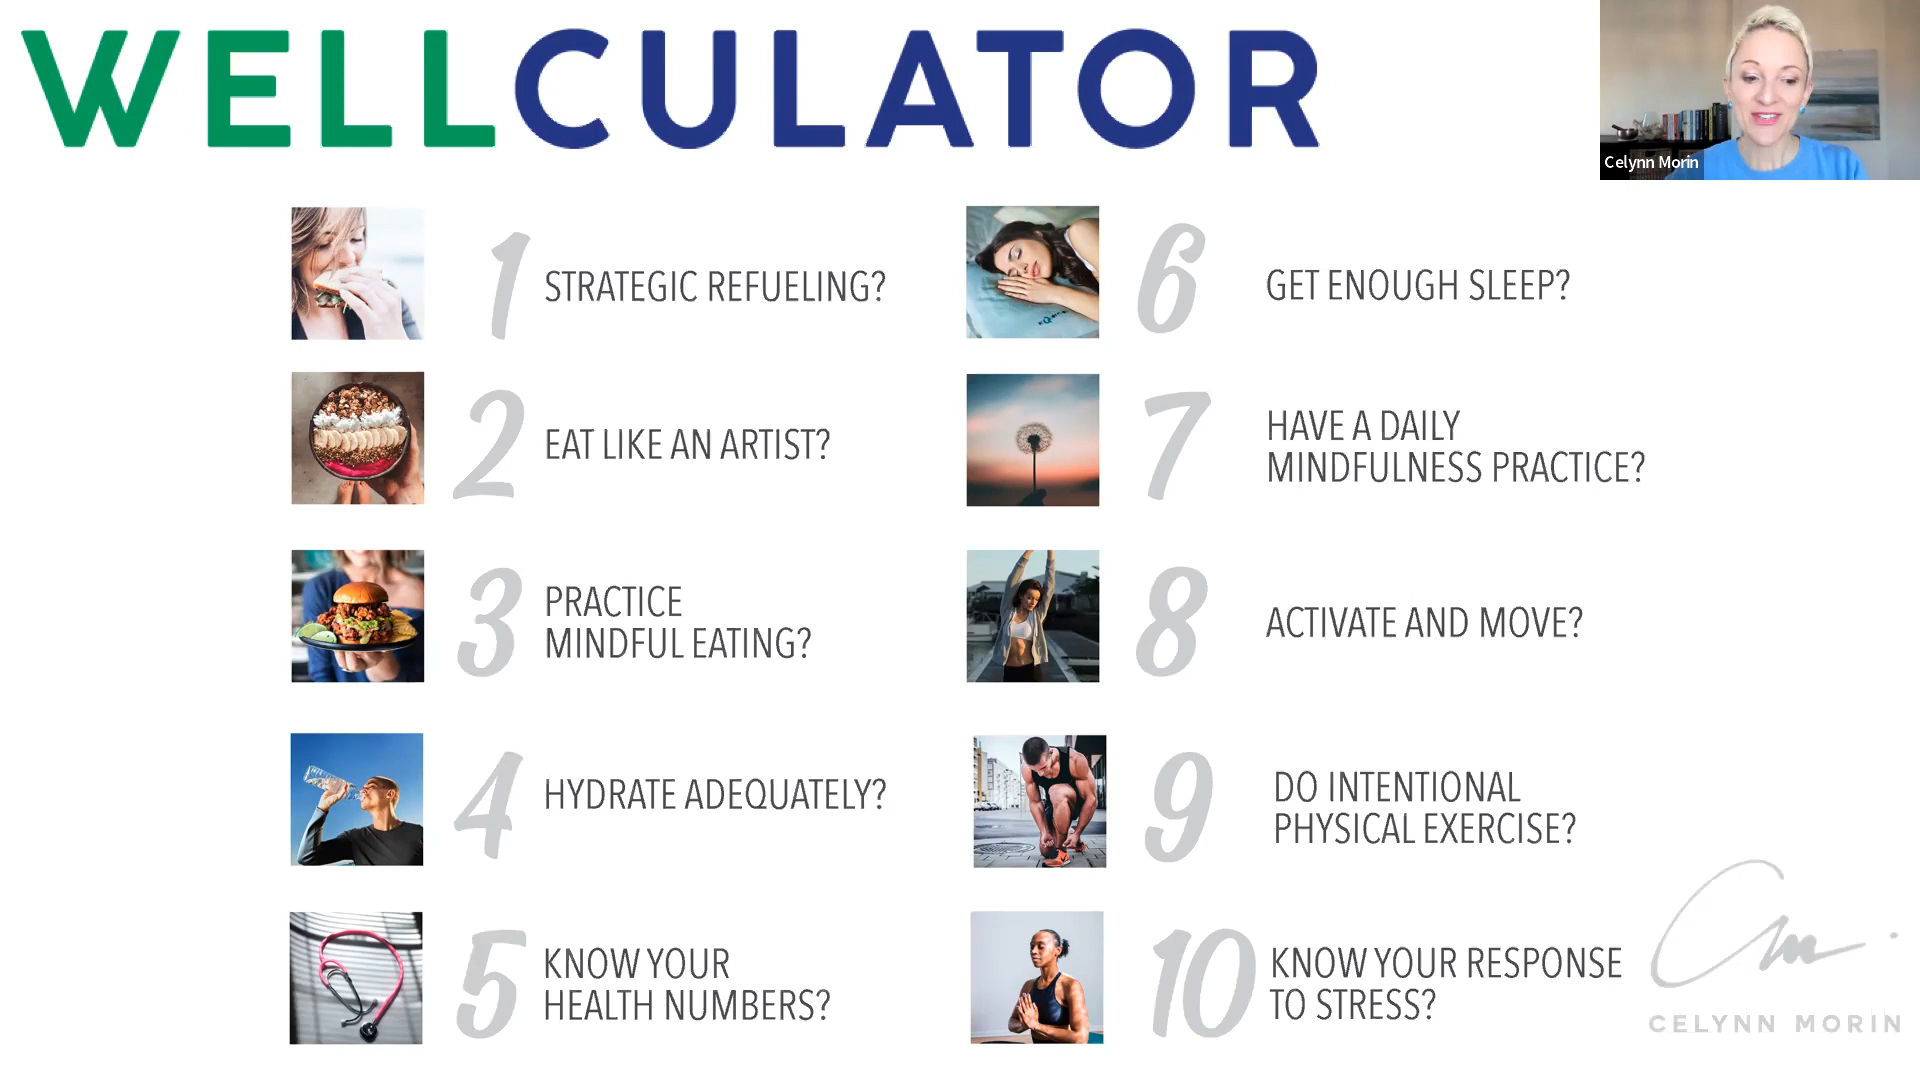 WELLCULATOR
Celynn Morin
1 STRATEGIC REFUELING?
2 EAT LIKE AN ARTIST?
3 PRACTICE
MINDFUL EATING?
4 HYDRATE ADEQUATELY?
5 KNOW YOUR
HEALTH NUMBERS?
6 GET ENOUGH SLEEP?
7 HAVE A DAILY
MINDFULNESS PRACTICE?
8 ACTIVATE AND MOVE?
9 DO INTENTIONAL
PHYSICAL EXERCISE?
10 KNOW YOUR RESPONSE
TO STRESS?
CELYNN MORIN